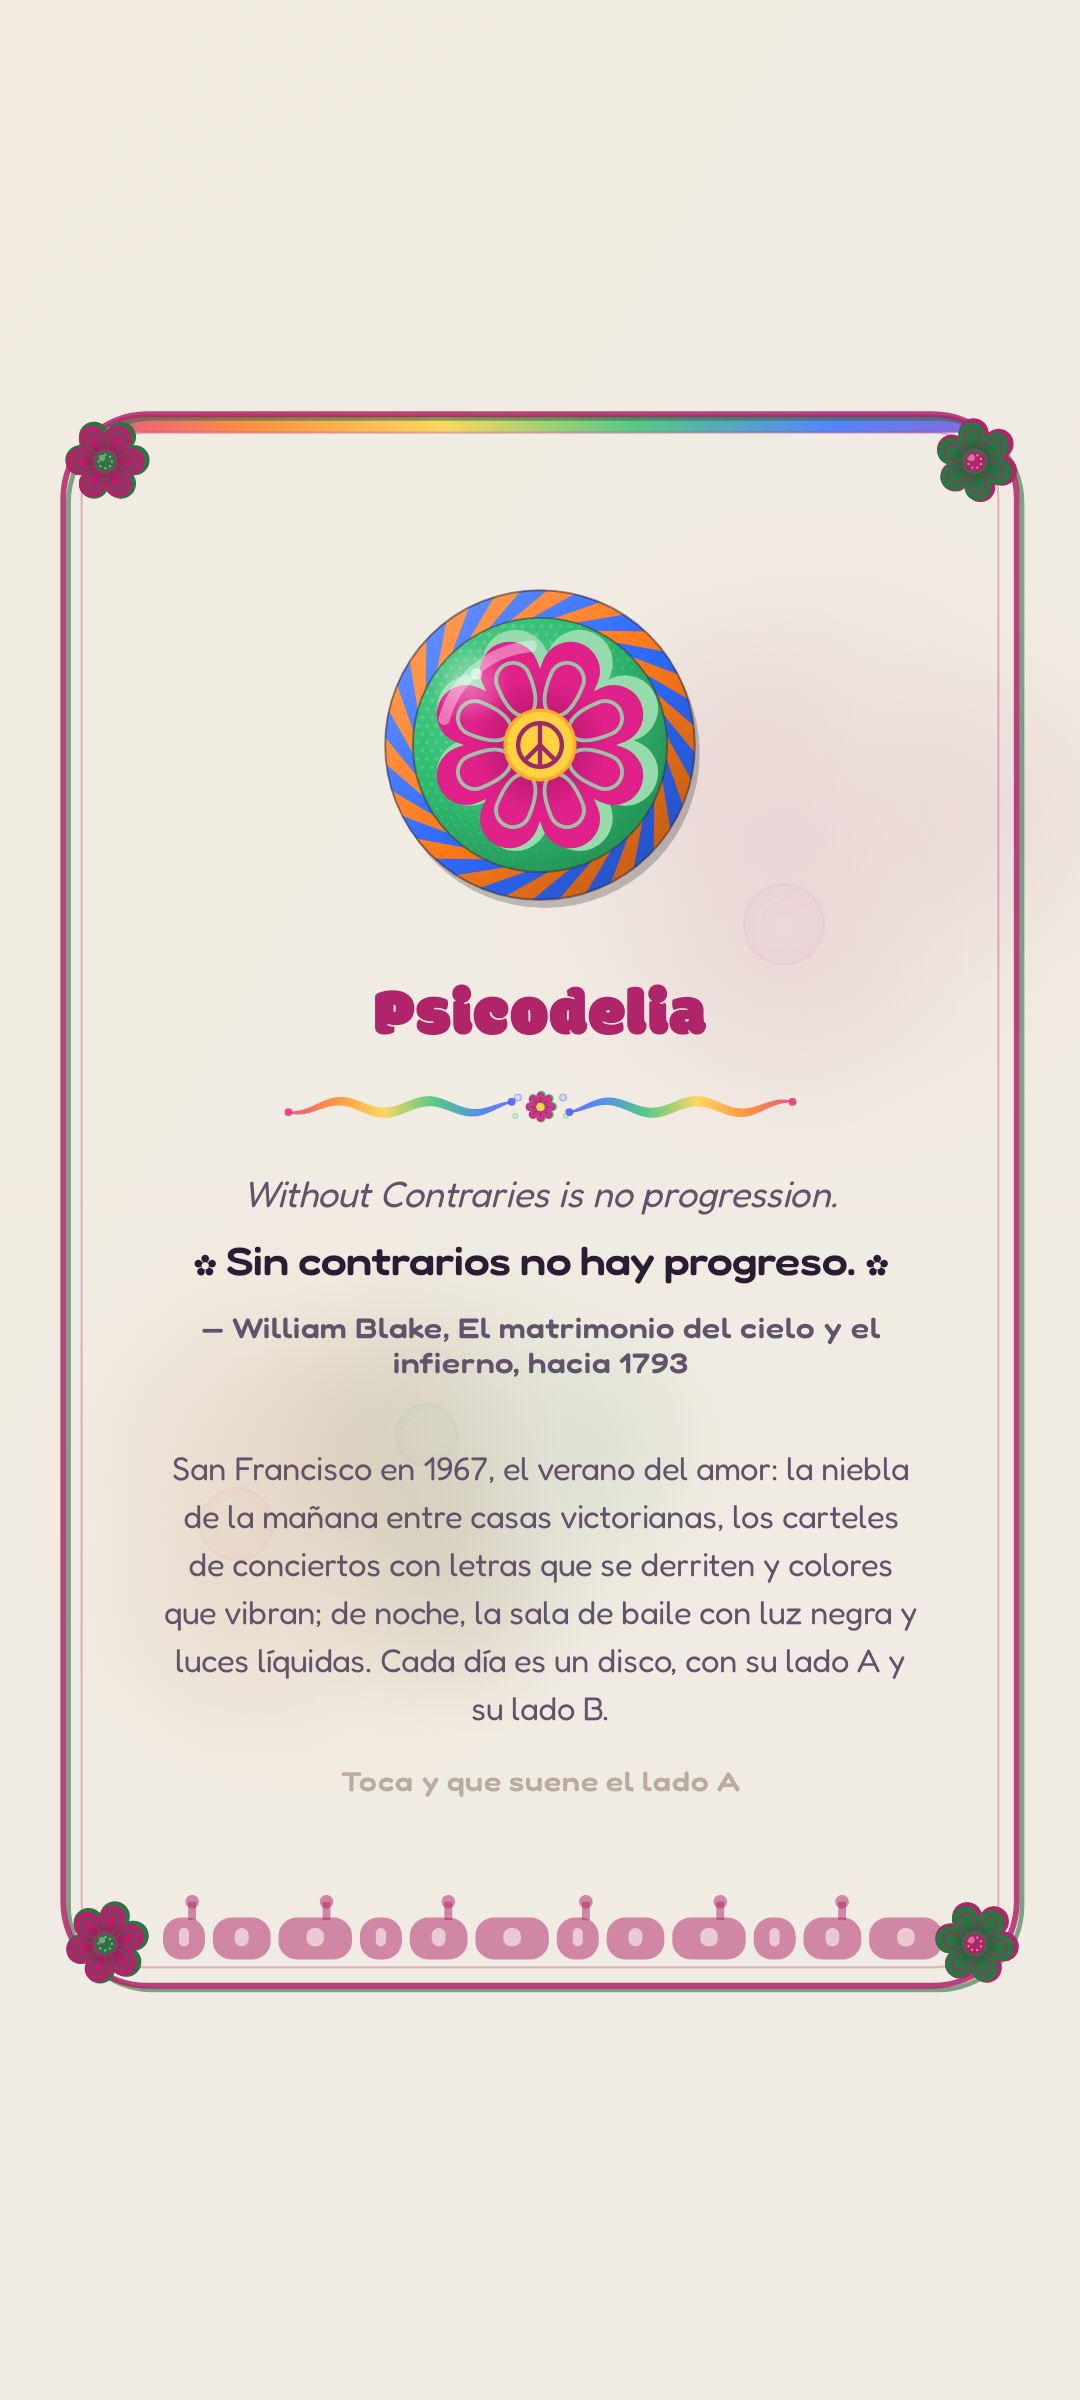 Psicodelia
Without Contraries is no progression.
✿ Sin contrarios no hay progreso. ✿
— William Blake, El matrimonio del cielo y el
infierno, hacia 1793
San Francisco en 1967, el verano del amor: la niebla
de la mañana entre casas victorianas, los carteles
de conciertos con letras que se derriten y colores
que vibran; de noche, la sala de baile con luz negra y
luces líquidas. Cada día es un disco, con su lado A y
su lado B.
Toca y que suene el lado A